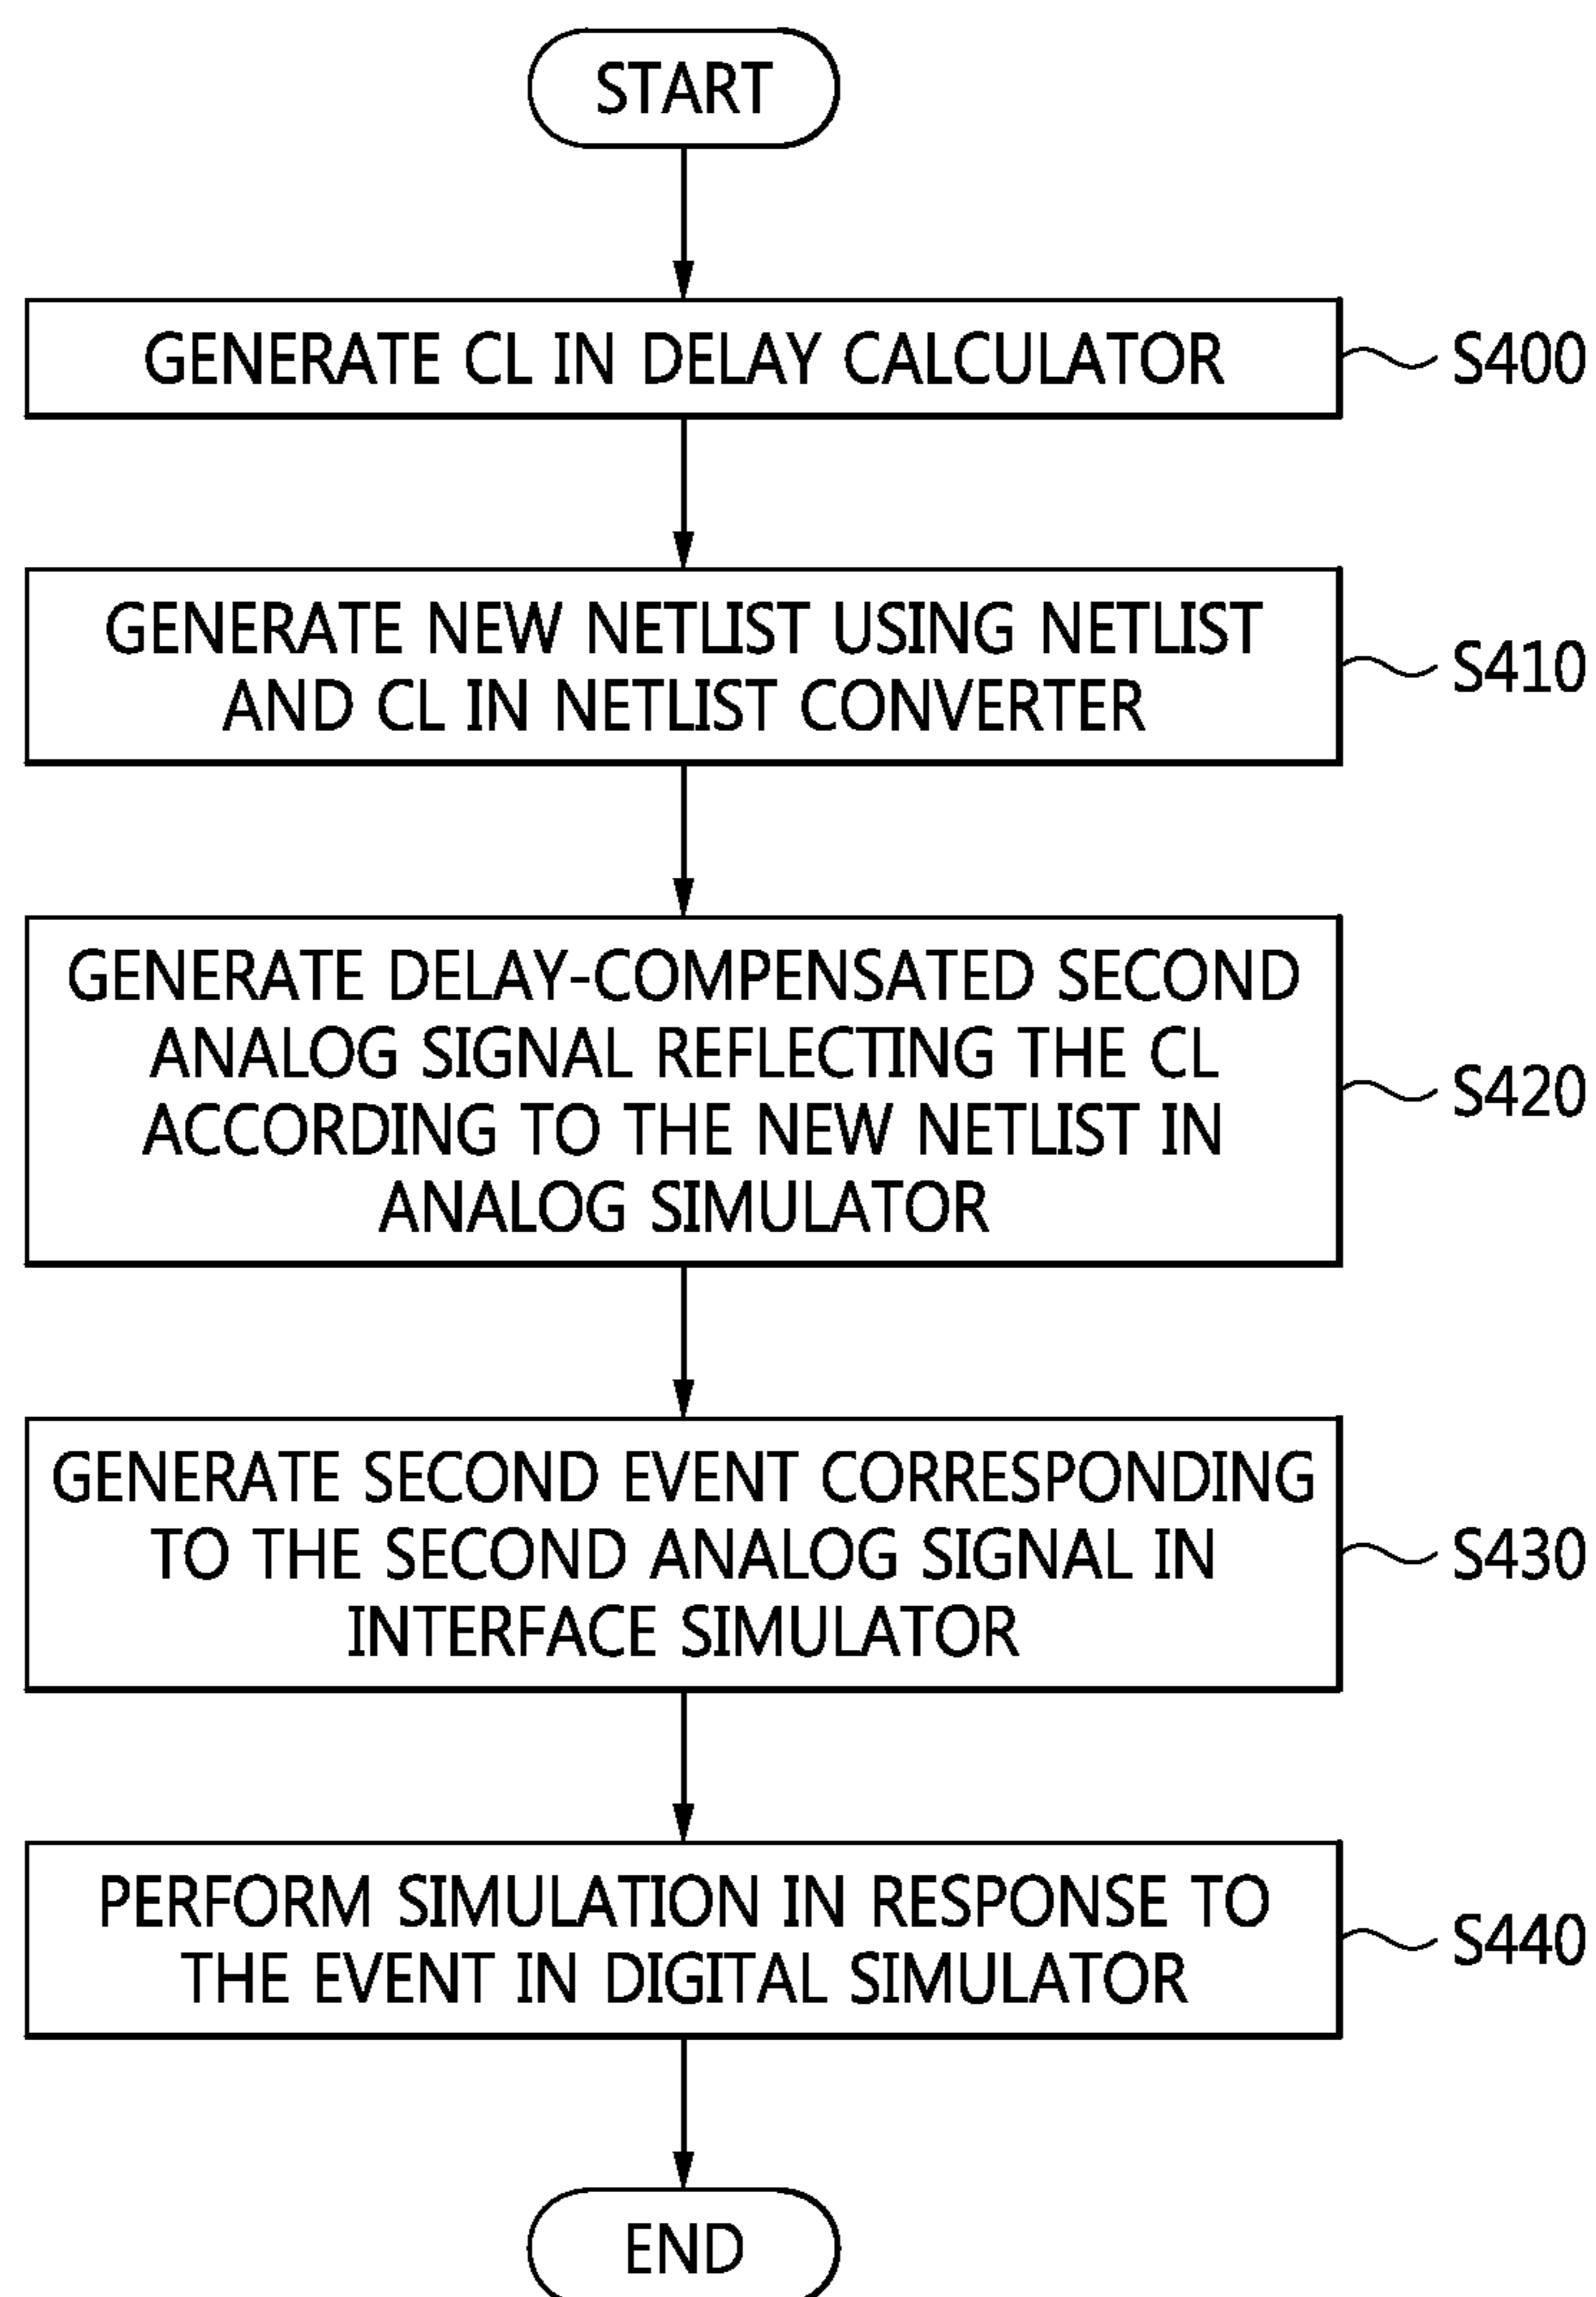 START
GENERATE CL IN DELAY CALCULATOR
S400
GENERATE NEW NETLIST USING NETLIST
AND CL IN NETLIST CONVERTER
S410
GENERATE DELAY-COMPENSATED SECOND
ANALOG SIGNAL REFLECTING THE CL
ACCORDING TO THE NEW NETLIST IN
ANALOG SIMULATOR
S420
GENERATE SECOND EVENT CORRESPONDING
TO THE SECOND ANALOG SIGNAL IN
INTERFACE SIMULATOR
S430
PERFORM SIMULATION IN RESPONSE TO
THE EVENT IN DIGITAL SIMULATOR
S440
END